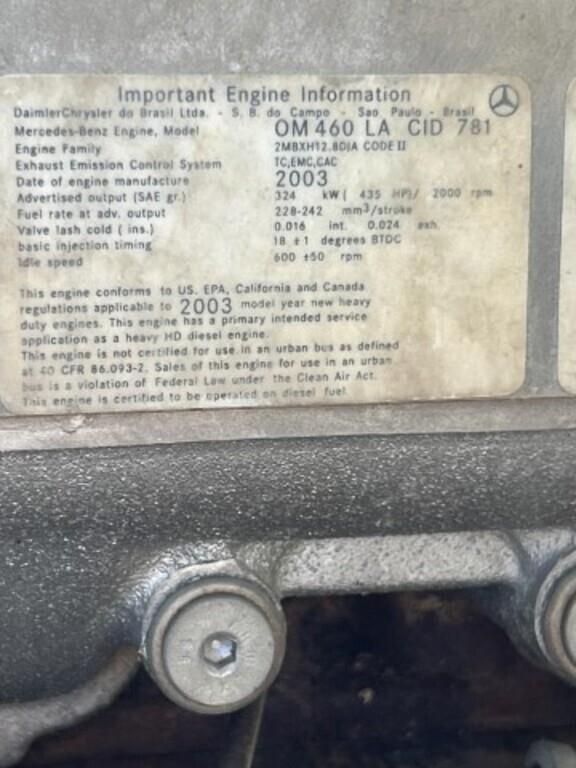 Important Engine Information
DaimlerChrysler do Brasil Ltda. - S. B. do Campo - Sao Paulo - Brasil
Mercedes-Benz Engine, Model OM 460 LA CID 781
Engine Family 2MBXH12.8DJA CODE II
Exhaust Emission Control System TC,EMC,CAC
Date of engine manufacture 2003
Advertised output (SAE gr.) 324 kW ( 435 HP)/ 2000 rpm
Fuel rate at adv. output 228-242 mm³/stroke
Valve lash cold ( ins.) 0.016 int. 0.024 exh.
basic injection timing 18 ±1 degrees BTDC
Idle speed 600 ±50 rpm
This engine conforms to US. EPA, California and Canada
regulations applicable to 2003 model year new heavy
duty engines. This engine has a primary intended service
application as a heavy HD diesel engine.
This engine is not certified for use in an urban bus as defined
at 40 CFR 86.093-2. Sales of this engine for use in an urban
bus is a violation of Federal Law under the Clean Air Act.
This engine is certified to be operated on diesel fuel.